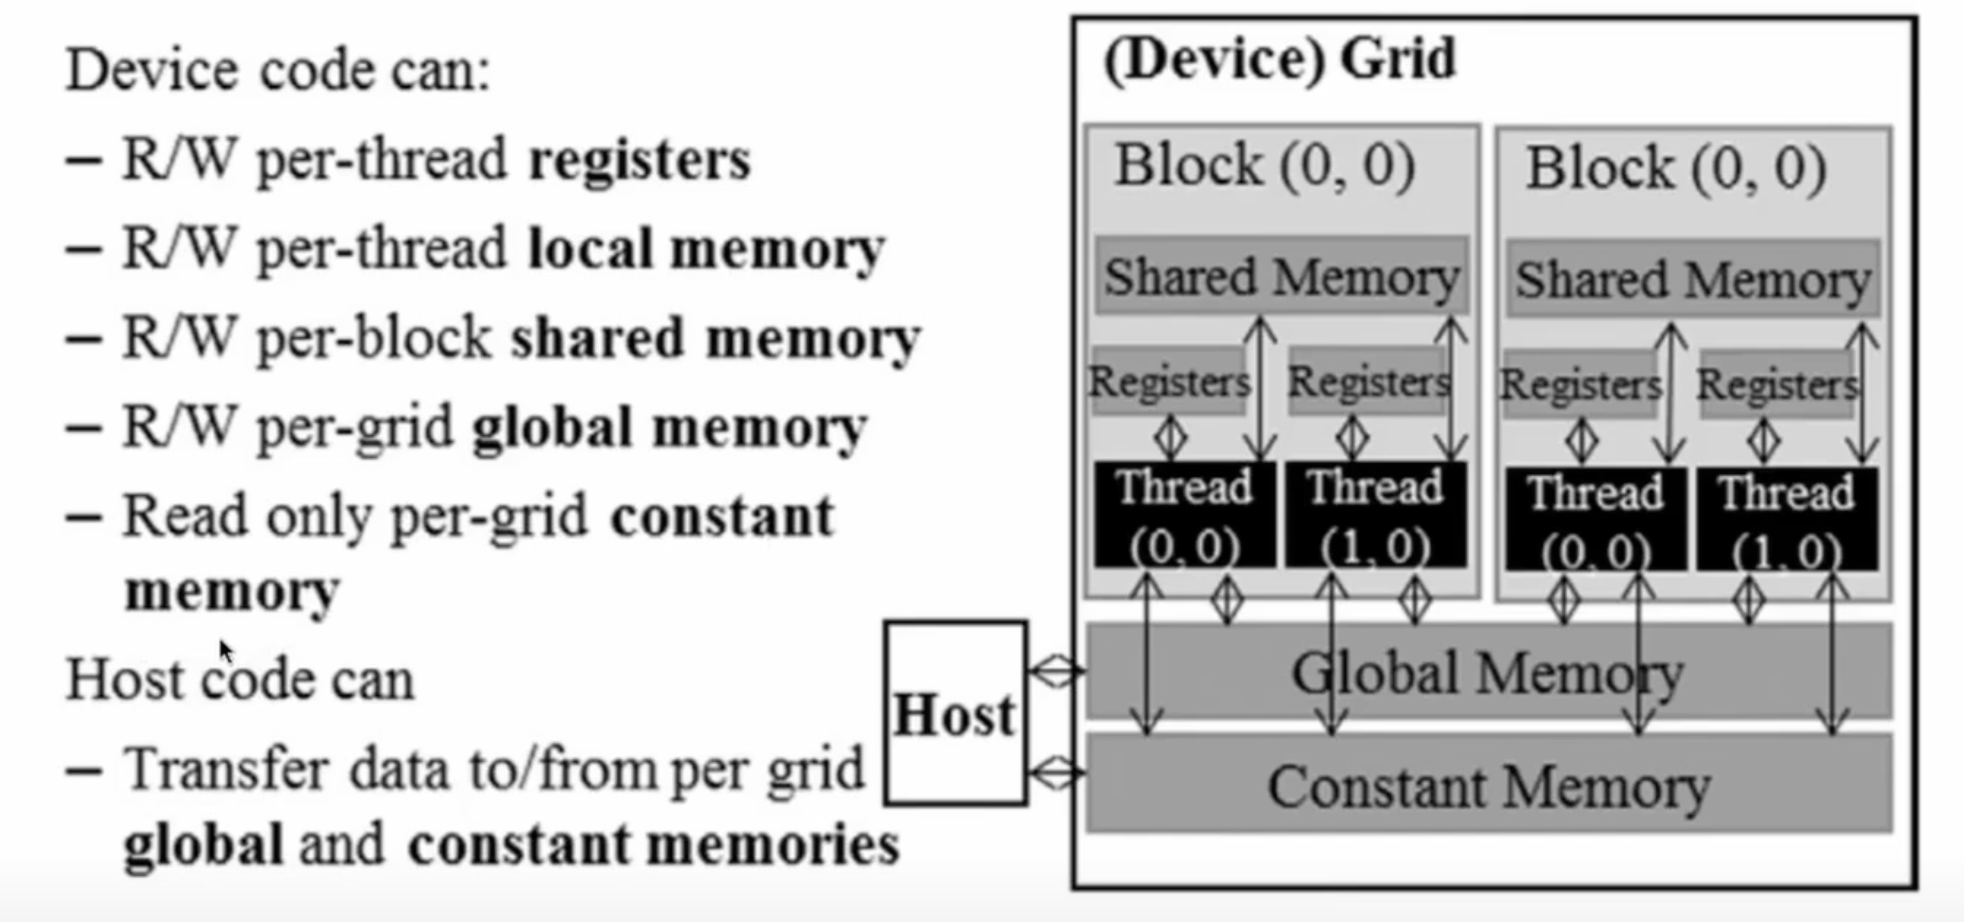 Device code can:
– R/W per-thread registers
– R/W per-thread local memory
– R/W per-block shared memory
– R/W per-grid global memory
– Read only per-grid constant
memory
Host code can
– Transfer data to/from per grid
global and constant memories
(Device) Grid
Block (0, 0)
Shared Memory
Registers
Registers
Thread
(0, 0)
Thread
(1, 0)
Block (0, 0)
Shared Memory
Registers
Registers
Thread
(0, 0)
Thread
(1, 0)
Host
Global Memory
Constant Memory